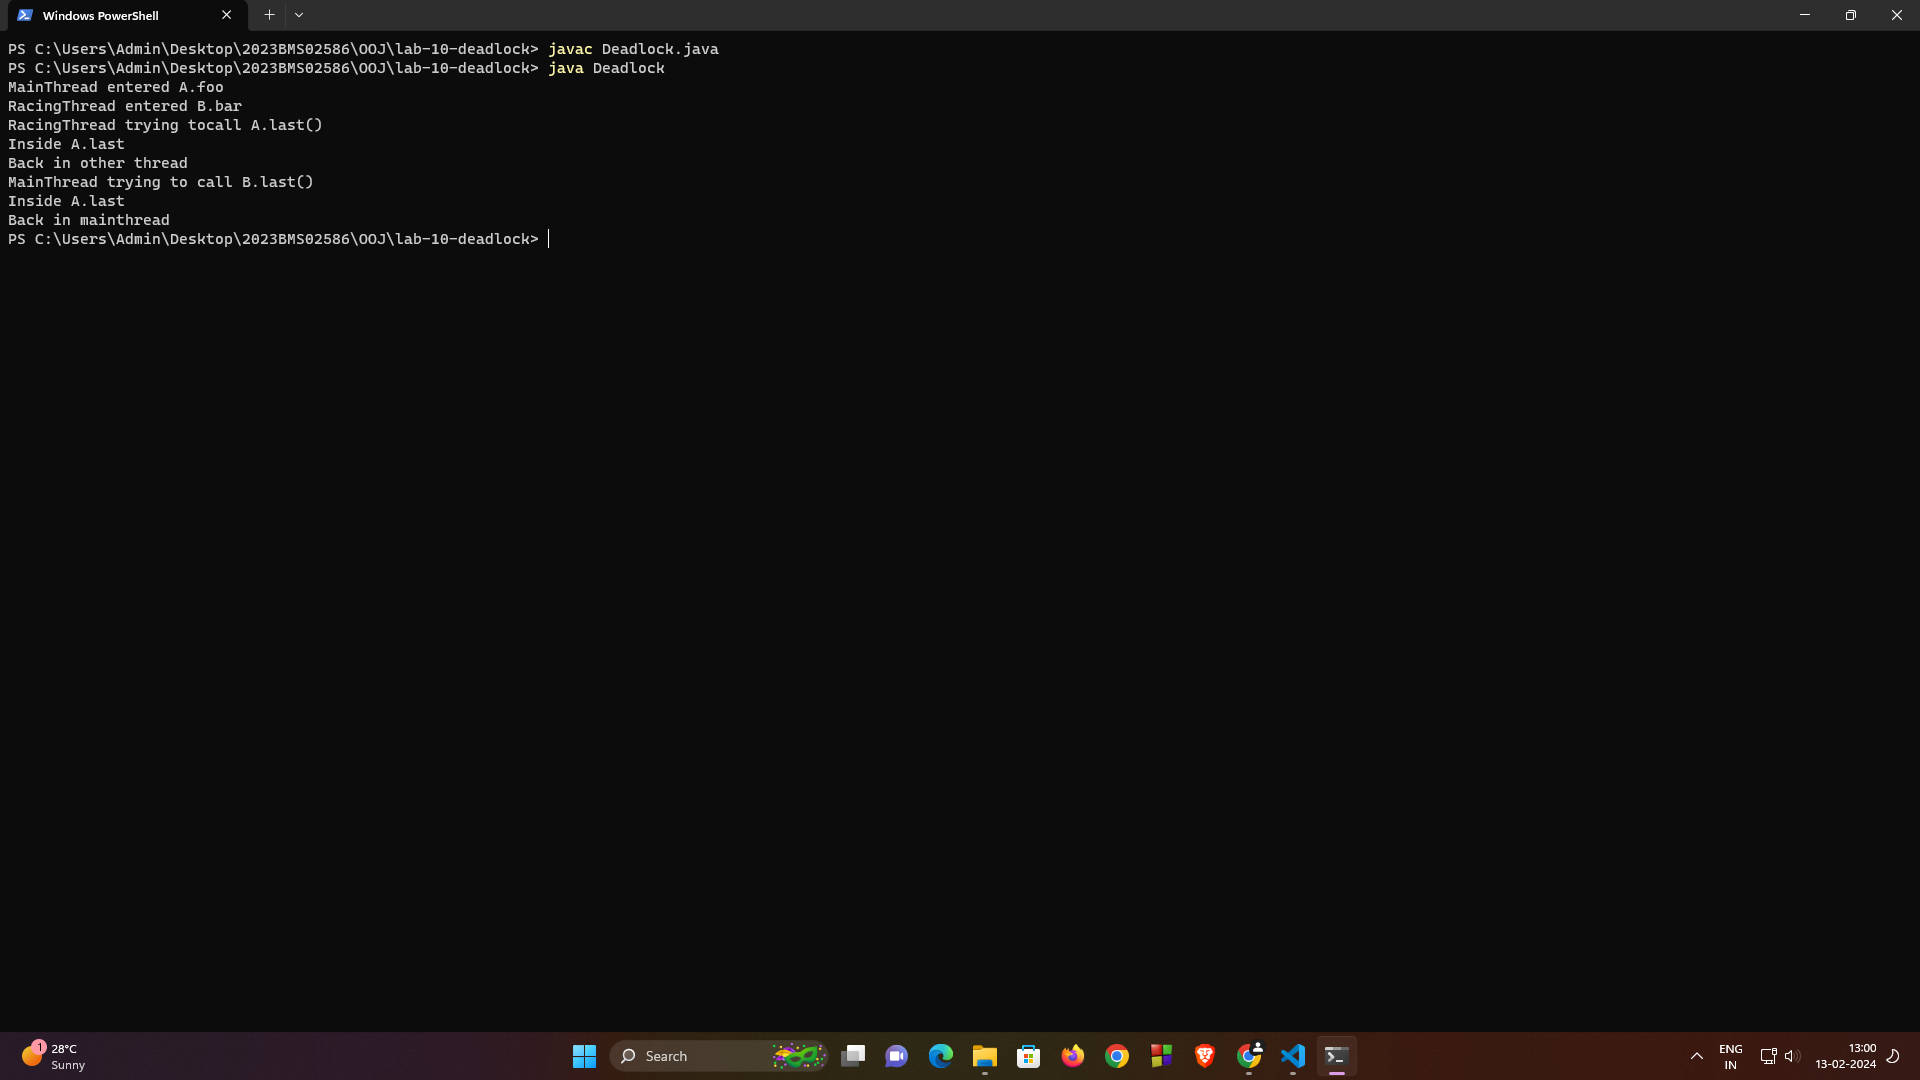 Windows PowerShell
PS C:\Users\Admin\Desktop\2023BMS02586\OOJ\lab-10-deadlock> javac Deadlock.java
PS C:\Users\Admin\Desktop\2023BMS02586\OOJ\lab-10-deadlock> java Deadlock
MainThread entered A.foo
RacingThread entered B.bar
RacingThread trying tocall A.last()
Inside A.last
Back in other thread
MainThread trying to call B.last()
Inside A.last
Back in mainthread
PS C:\Users\Admin\Desktop\2023BMS02586\OOJ\lab-10-deadlock>
1
28°C
Sunny
Search
ENG
IN
13:00
13-02-2024